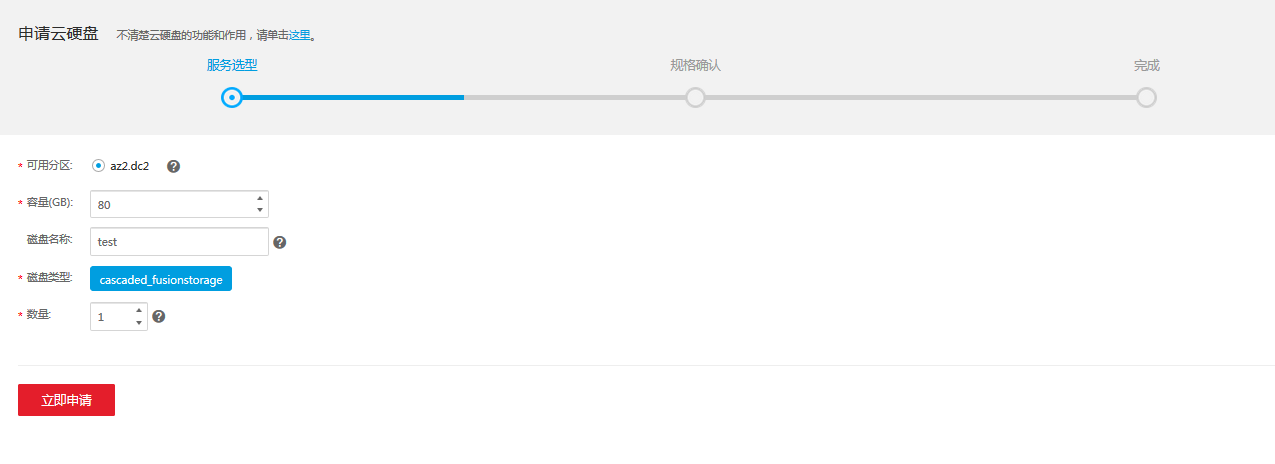 申请云硬盘 不清楚云硬盘的功能和作用，请单击这里。
服务选型 规格确认 完成
* 可用分区: az2.dc2 ?
* 容量(GB): 80
磁盘名称: test ?
* 磁盘类型: cascaded_fusionstorage
* 数量: 1 ?
立即申请